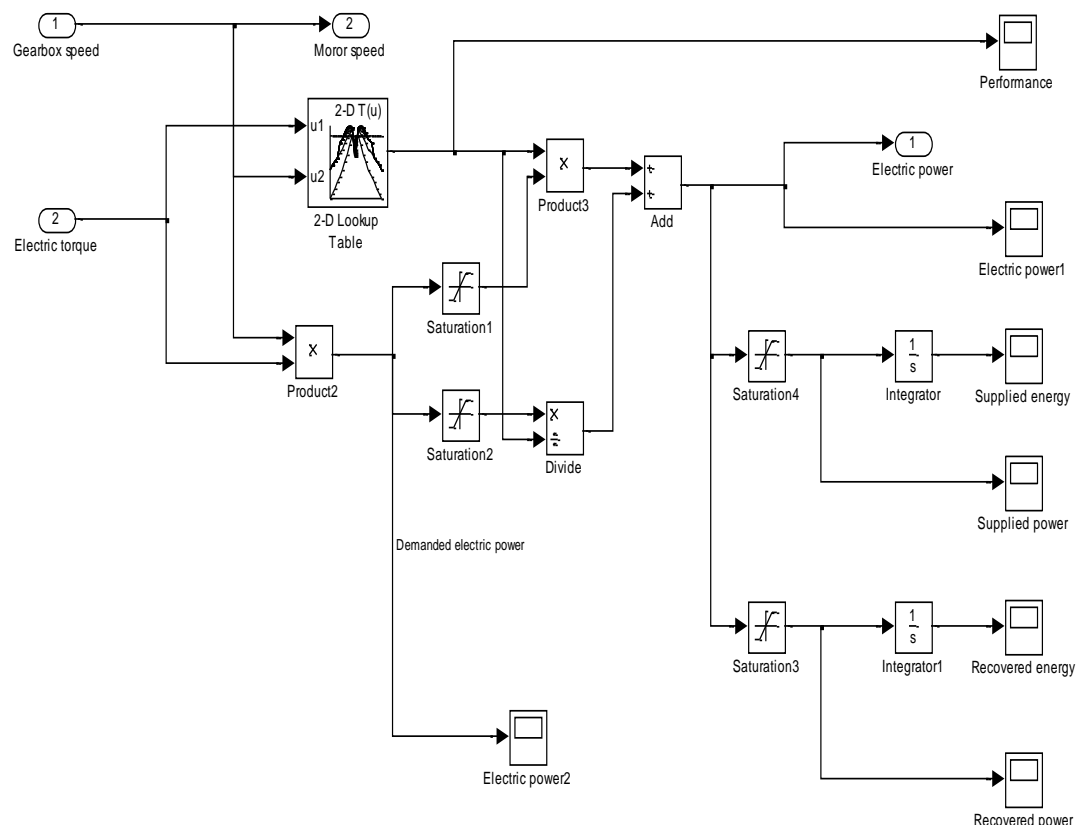 1
Gearbox speed
2
Moror speed
Performance
2-D T(u)
u1
u2
2-D Lookup
Table
X
Product3
+
+
Add
1
Electric power
Electric power1
2
Electric torque
Saturation1
X
Product2
Saturation2
X
÷
Divide
Saturation4
1
s
Integrator
Supplied energy
Supplied power
Demanded electric power
Saturation3
1
s
Integrator1
Recovered energy
Electric power2
Recovered power